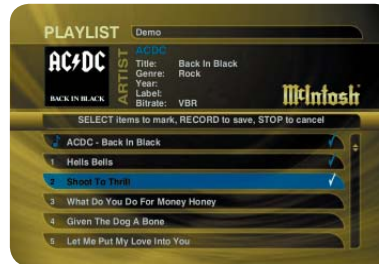 PLAYLIST Demo
AC⚡DC
BACK IN BLACK
ARTIST
ACDC
Title: Back In Black
Genre: Rock
Year:
Label:
Bitrate: VBR
McIntosh
SELECT items to mark, RECORD to save, STOP to cancel
ACDC - Back In Black
1 Hells Bells
2 Shoot To Thrill
3 What Do You Do For Money Honey
4 Given The Dog A Bone
5 Let Me Put My Love Into You